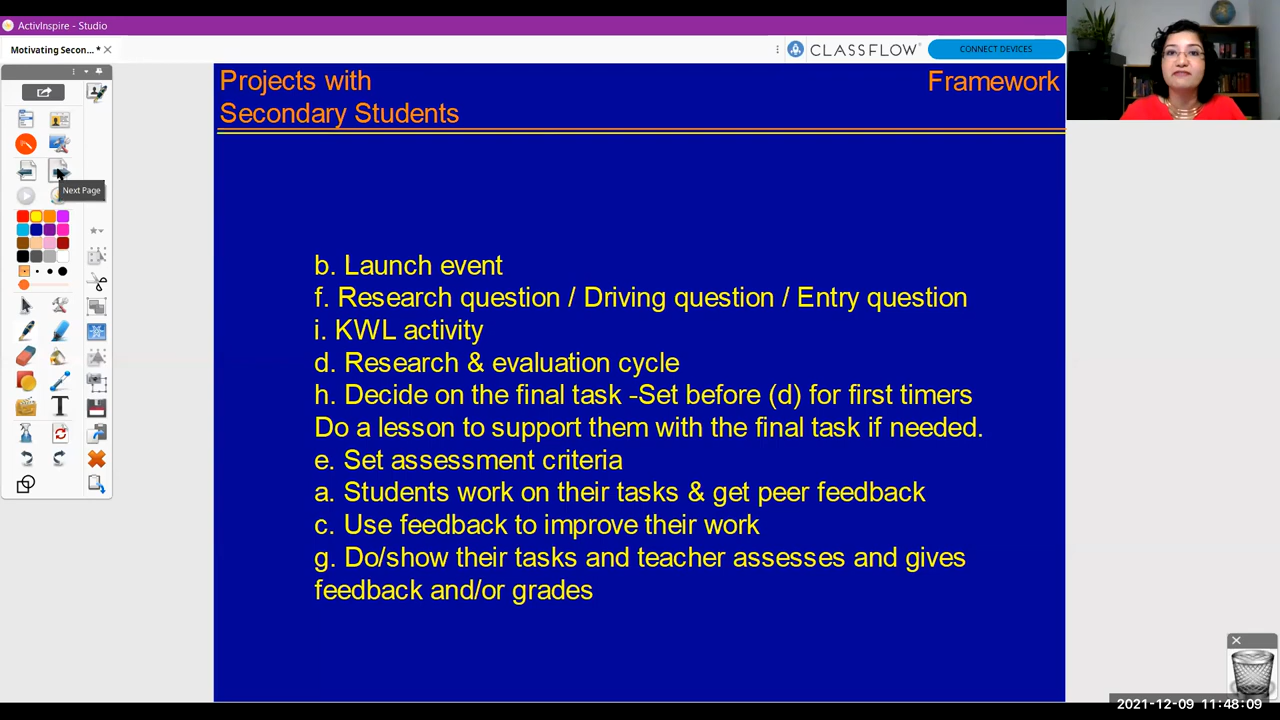 ActivInspire - Studio
Motivating Secon... *
CLASSFLOW
CONNECT DEVICES
Projects with
Secondary Students
Framework
Next Page
b. Launch event
f. Research question / Driving question / Entry question
i. KWL activity
d. Research & evaluation cycle
h. Decide on the final task -Set before (d) for first timers
Do a lesson to support them with the final task if needed.
e. Set assessment criteria
a. Students work on their tasks & get peer feedback
c. Use feedback to improve their work
g. Do/show their tasks and teacher assesses and gives
feedback and/or grades
2021-12-09 11:48:09